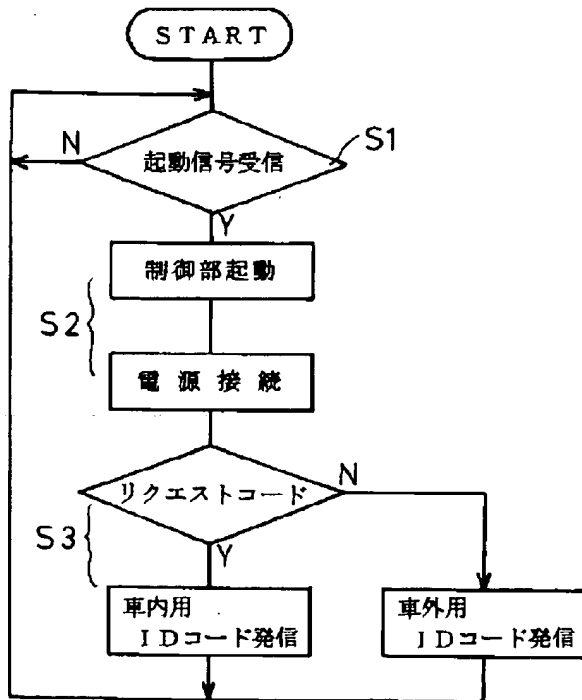 START
N
起動信号受信
S1
Y
制御部起動
S2
電源接続
リクエストコード
N
S3
Y
車内用
IDコード発信
車外用
IDコード発信